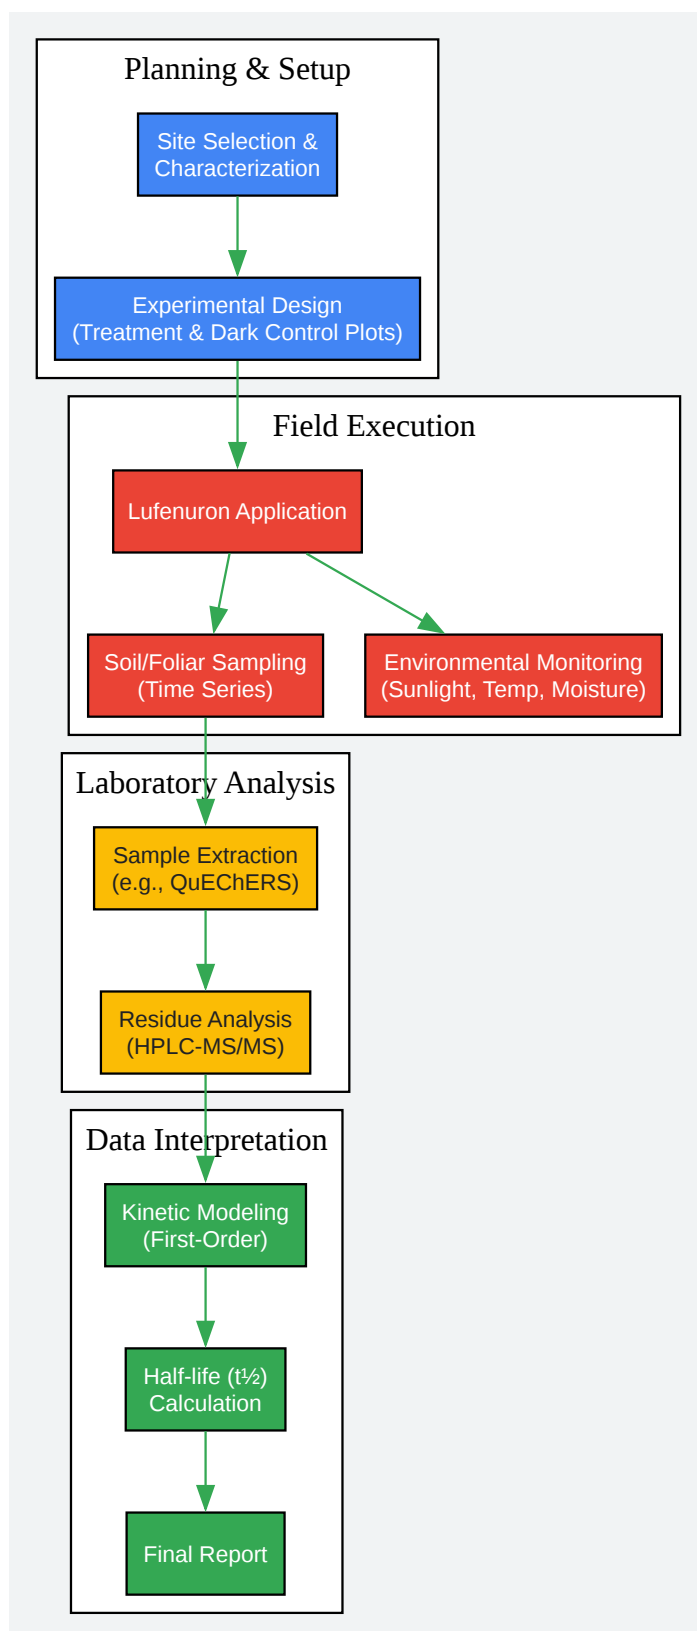 Planning & Setup
Site Selection &
Characterization
Experimental Design
(Treatment & Dark Control Plots)
Field Execution
Lufenuron Application
Soil/Foliar Sampling
(Time Series)
Environmental Monitoring
(Sunlight, Temp, Moisture)
Laboratory Analysis
Sample Extraction
(e.g., QuEChERS)
Residue Analysis
(HPLC-MS/MS)
Data Interpretation
Kinetic Modeling
(First-Order)
Half-life (t½)
Calculation
Final Report